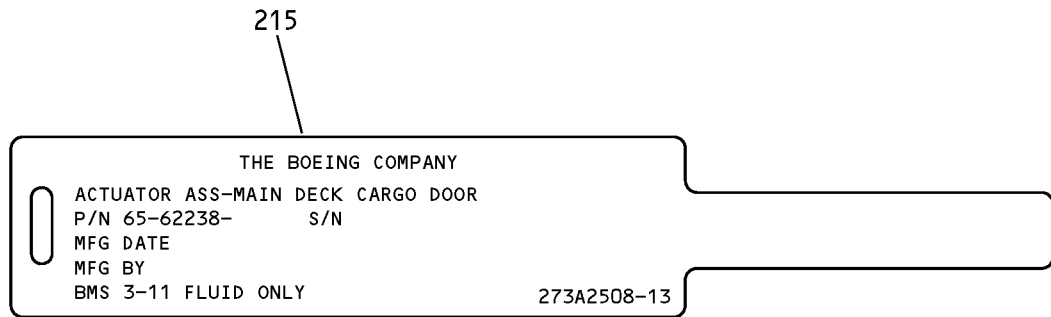 215
THE BOEING COMPANY
ACTUATOR ASS-MAIN DECK CARGO DOOR
P/N 65-62238- S/N
MFG DATE
MFG BY
BMS 3-11 FLUID ONLY 273A2508-13